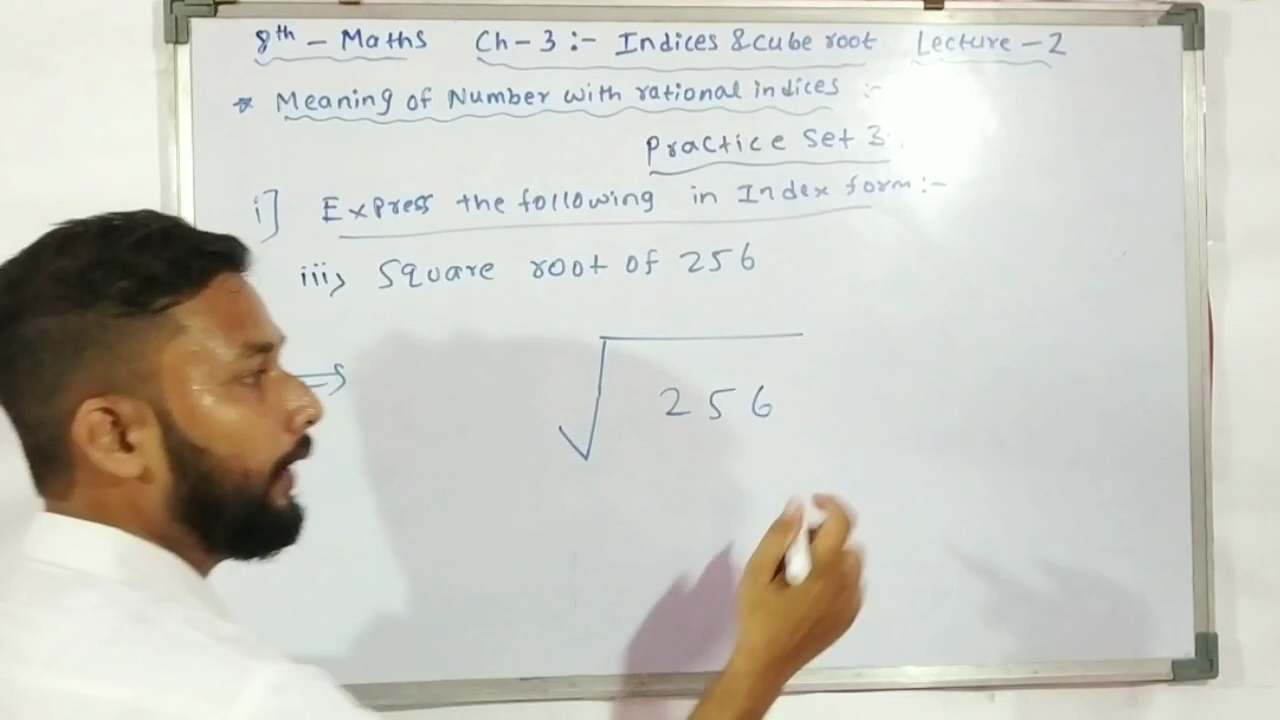 8th - Maths Ch-3:- Indices & cube root Lecture-2
* Meaning of Number with rational indices :-
Practice Set 3.
i] Express the following in Index form:-
iii) Square root of 256
⇒ √256